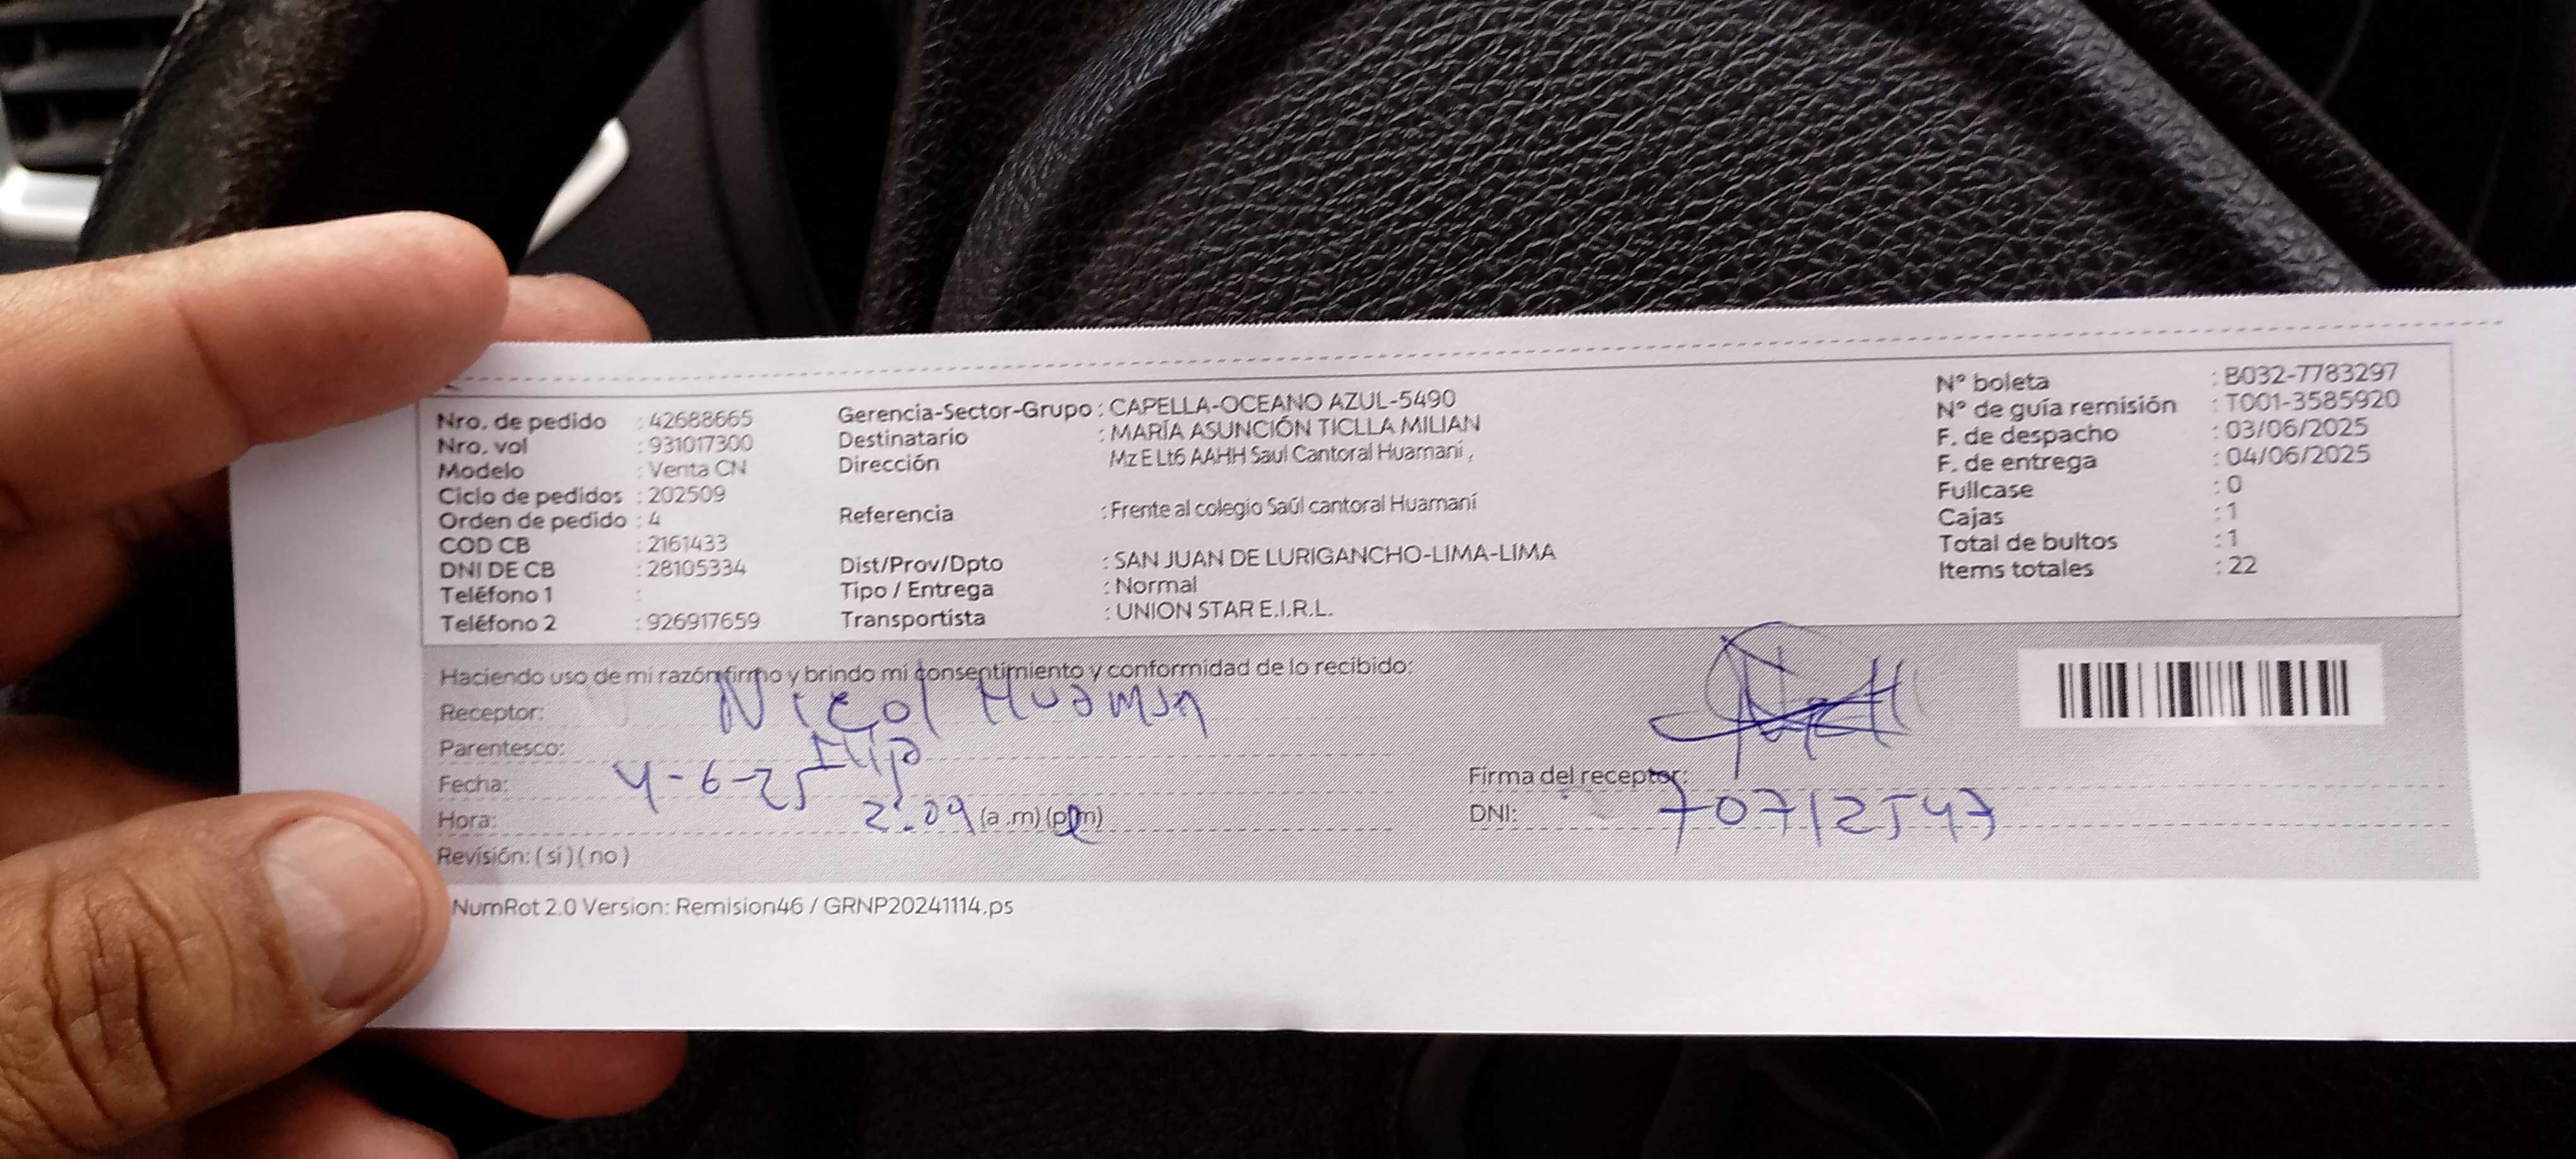 Nro. de pedido : 42688665
Nro. vol : 931017300
Modelo : Venta CN
Ciclo de pedidos : 202509
Orden de pedido : 4
COD CB : 2161433
DNI DE CB : 28105334
Teléfono 1 :
Teléfono 2 : 926917659
Gerencia-Sector-Grupo : CAPELLA-OCEANO AZUL-5490
Destinatario : MARÍA ASUNCIÓN TICLLA MILIAN
Dirección Mz E Lt6 AAHH Saul Cantoral Huamaní ,
Referencia : Frente al colegio Saúl cantoral Huamaní
Dist/Prov/Dpto : SAN JUAN DE LURIGANCHO-LIMA-LIMA
Tipo / Entrega : Normal
Transportista : UNION STAR E.I.R.L.
N° boleta : B032-7783297
N° de guía remisión : T001-3585920
F. de despacho : 03/06/2025
F. de entrega : 04/06/2025
Fullcase : 0
Cajas : 1
Total de bultos : 1
Items totales : 22
Haciendo uso de mi razón firmo y brindo mi consentimiento y conformidad de lo recibido:
Receptor: Nicol Huaman
Parentesco:
Fecha: 4-6-25
Hora: 2:09 (a .m) (p.m)
Revisión: ( si ) ( no )
Firma del receptor:
DNI: 70712547
NumRot 2.0 Version: Remision46 / GRNP20241114.ps